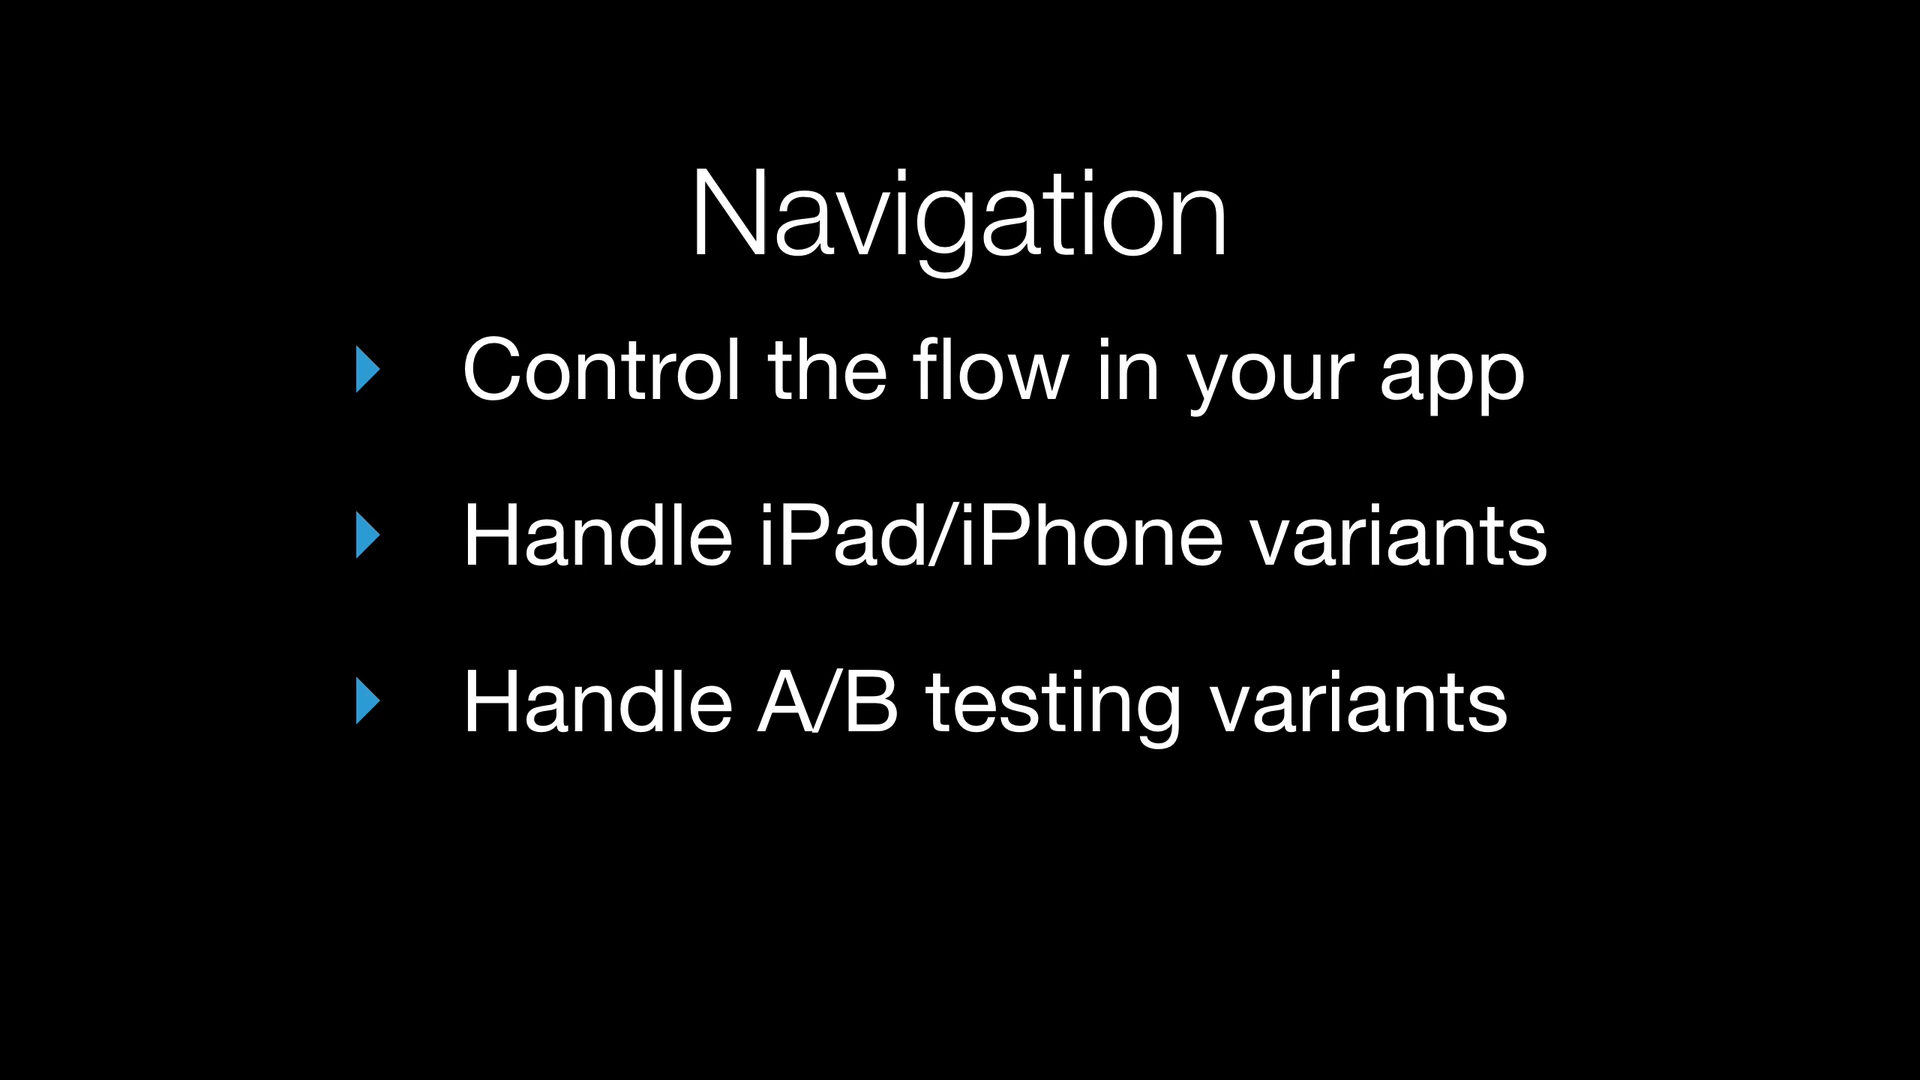 Navigation
Control the flow in your app
Handle iPad/iPhone variants
Handle A/B testing variants